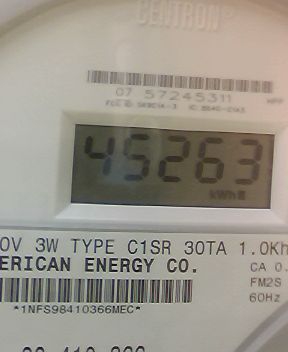 CENTRON
07 57245311
45263
kWh
0V 3W TYPE C1SR 30TA 1.0Kh
ERICAN ENERGY CO.
CA 0.
FM2S
60Hz
*1NFS98410366MEC*